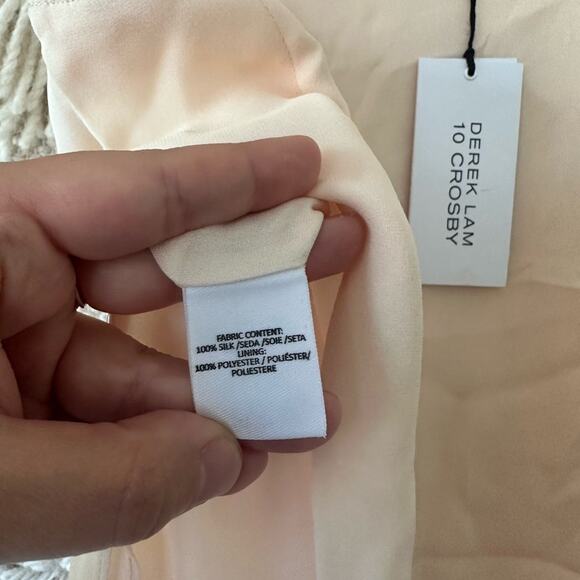 FABRIC CONTENT:
100% SILK /SEDA /SOIE /SETA
LINING:
100% POLYESTER / POLIÉSTER/
POLIESTERE
DEREK LAM
10 CROSBY